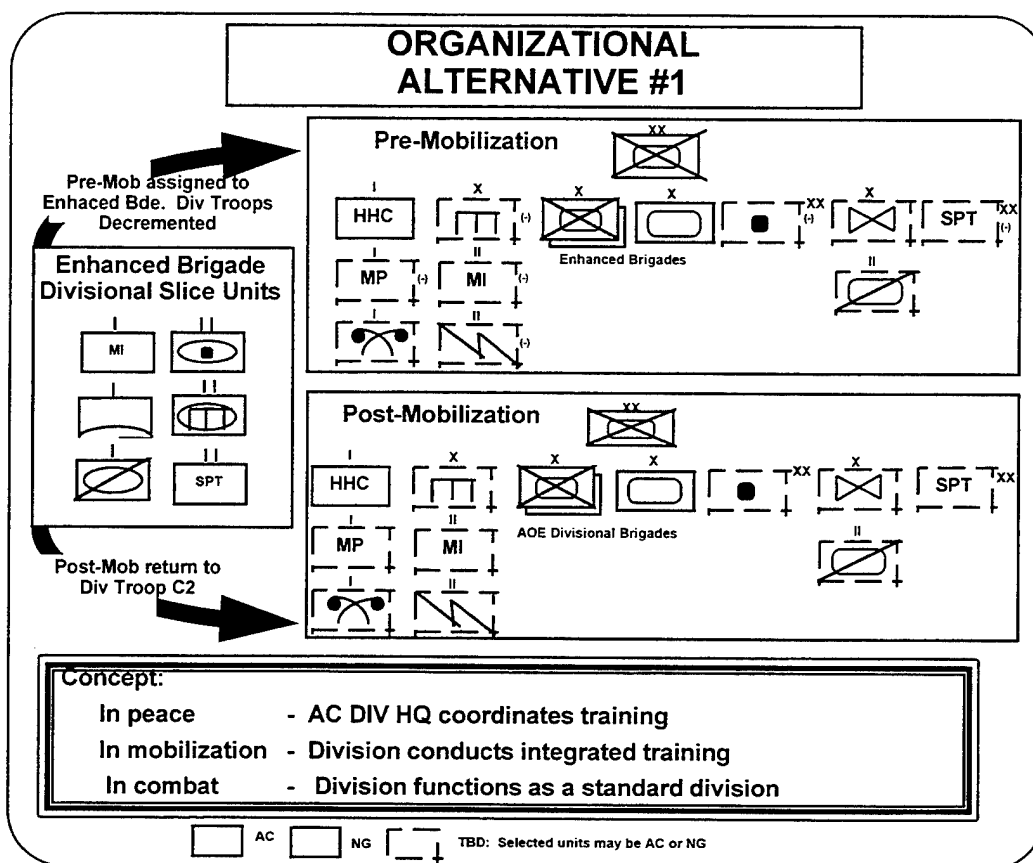 ORGANIZATIONAL
ALTERNATIVE #1
Pre-Mobilization
XX
Pre-Mob assigned to
Enhaced Bde. Div Troops
Decremented
I
X
X
X
XX
X
XX
HHC
(-)
(-)
SPT
(-)
Enhanced Brigades
II
II
MP
(-)
MI
(-)
I
II
(-)
Enhanced Brigade
Divisional Slice Units
I
II
MI
I
II
I
II
SPT
Post-Mobilization
XX
I
X
X
X
XX
X
XX
HHC
SPT
AOE Divisional Brigades
I
II
II
MP
MI
I
II
Post-Mob return to
Div Troop C2
Concept:
In peace - AC DIV HQ coordinates training
In mobilization - Division conducts integrated training
In combat - Division functions as a standard division
AC NG TBD: Selected units may be AC or NG